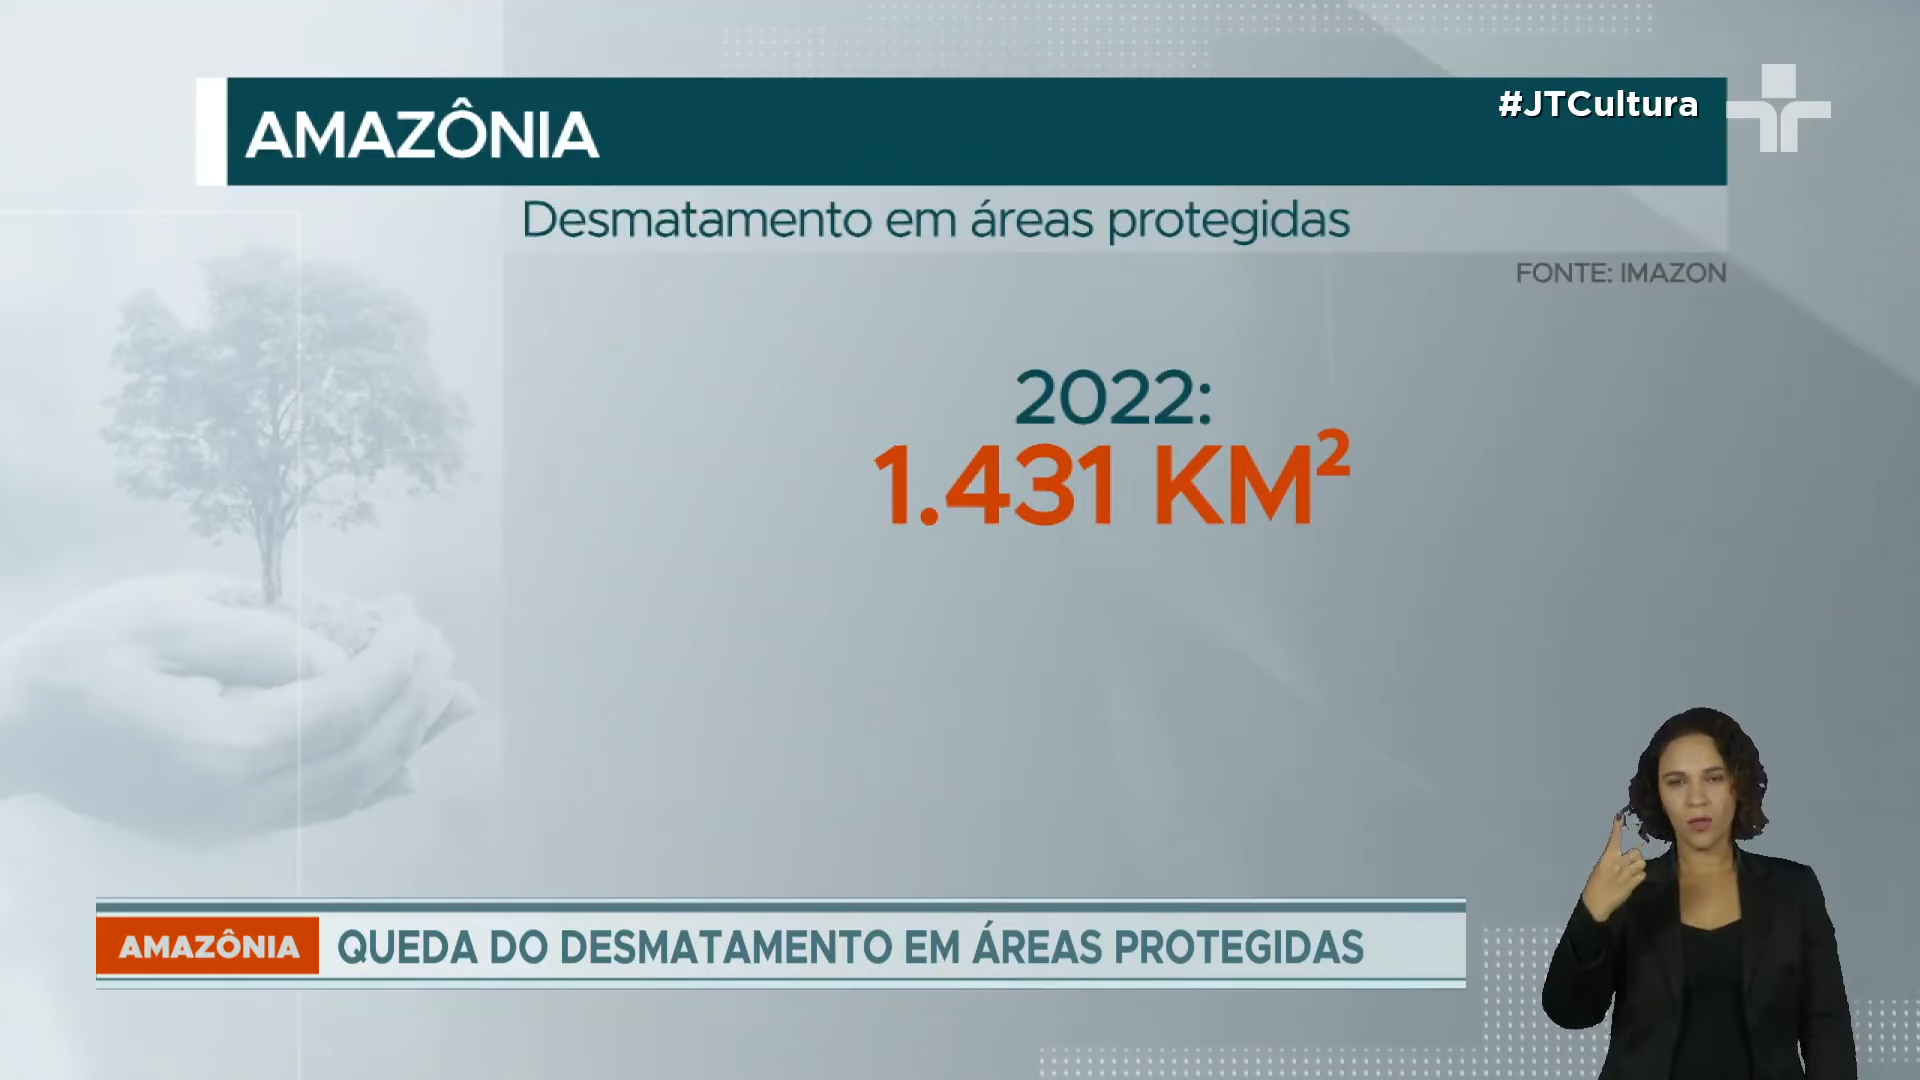 AMAZÔNIA
#JTCultura
Desmatamento em áreas protegidas
FONTE: IMAZON
2022:
1.431 KM²
AMAZÔNIA QUEDA DO DESMATAMENTO EM ÁREAS PROTEGIDAS